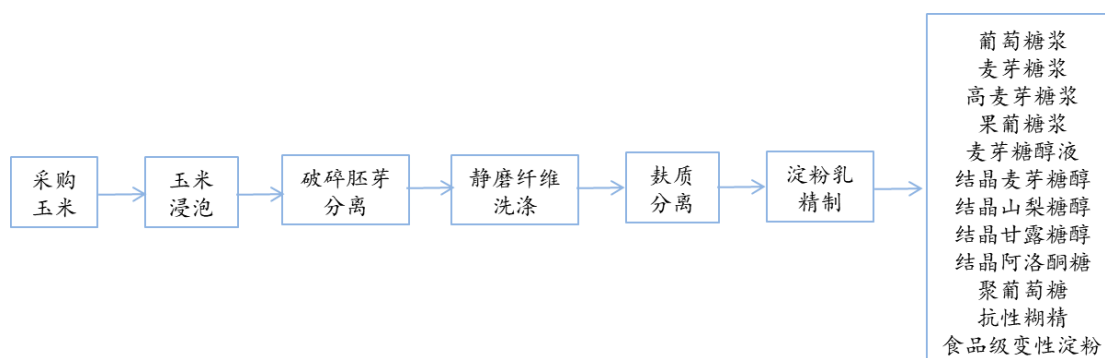 采购
玉米
玉米
浸泡
破碎胚芽
分离
静磨纤维
洗涤
麸质
分离
淀粉乳
精制
葡萄糖浆
麦芽糖浆
高麦芽糖浆
果葡糖浆
麦芽糖醇液
结晶麦芽糖醇
结晶山梨糖醇
结晶甘露糖醇
结晶阿洛酮糖
聚葡萄糖
抗性糊精
食品级变性淀粉